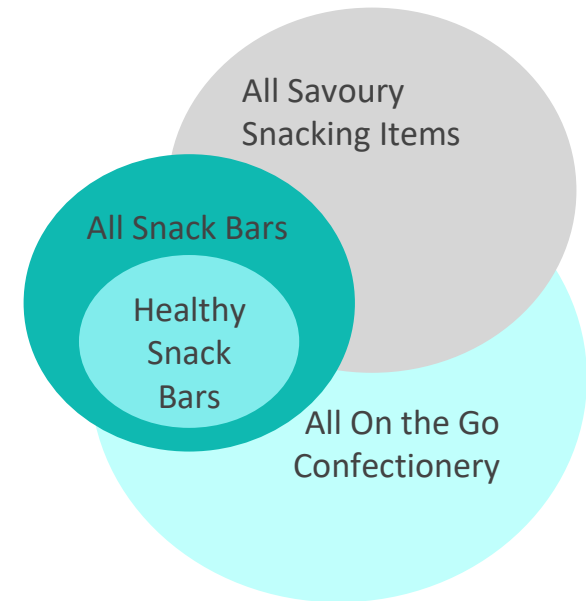 All Savoury
Snacking Items
All Snack Bars
Healthy
Snack
Bars
All On the Go
Confectionery